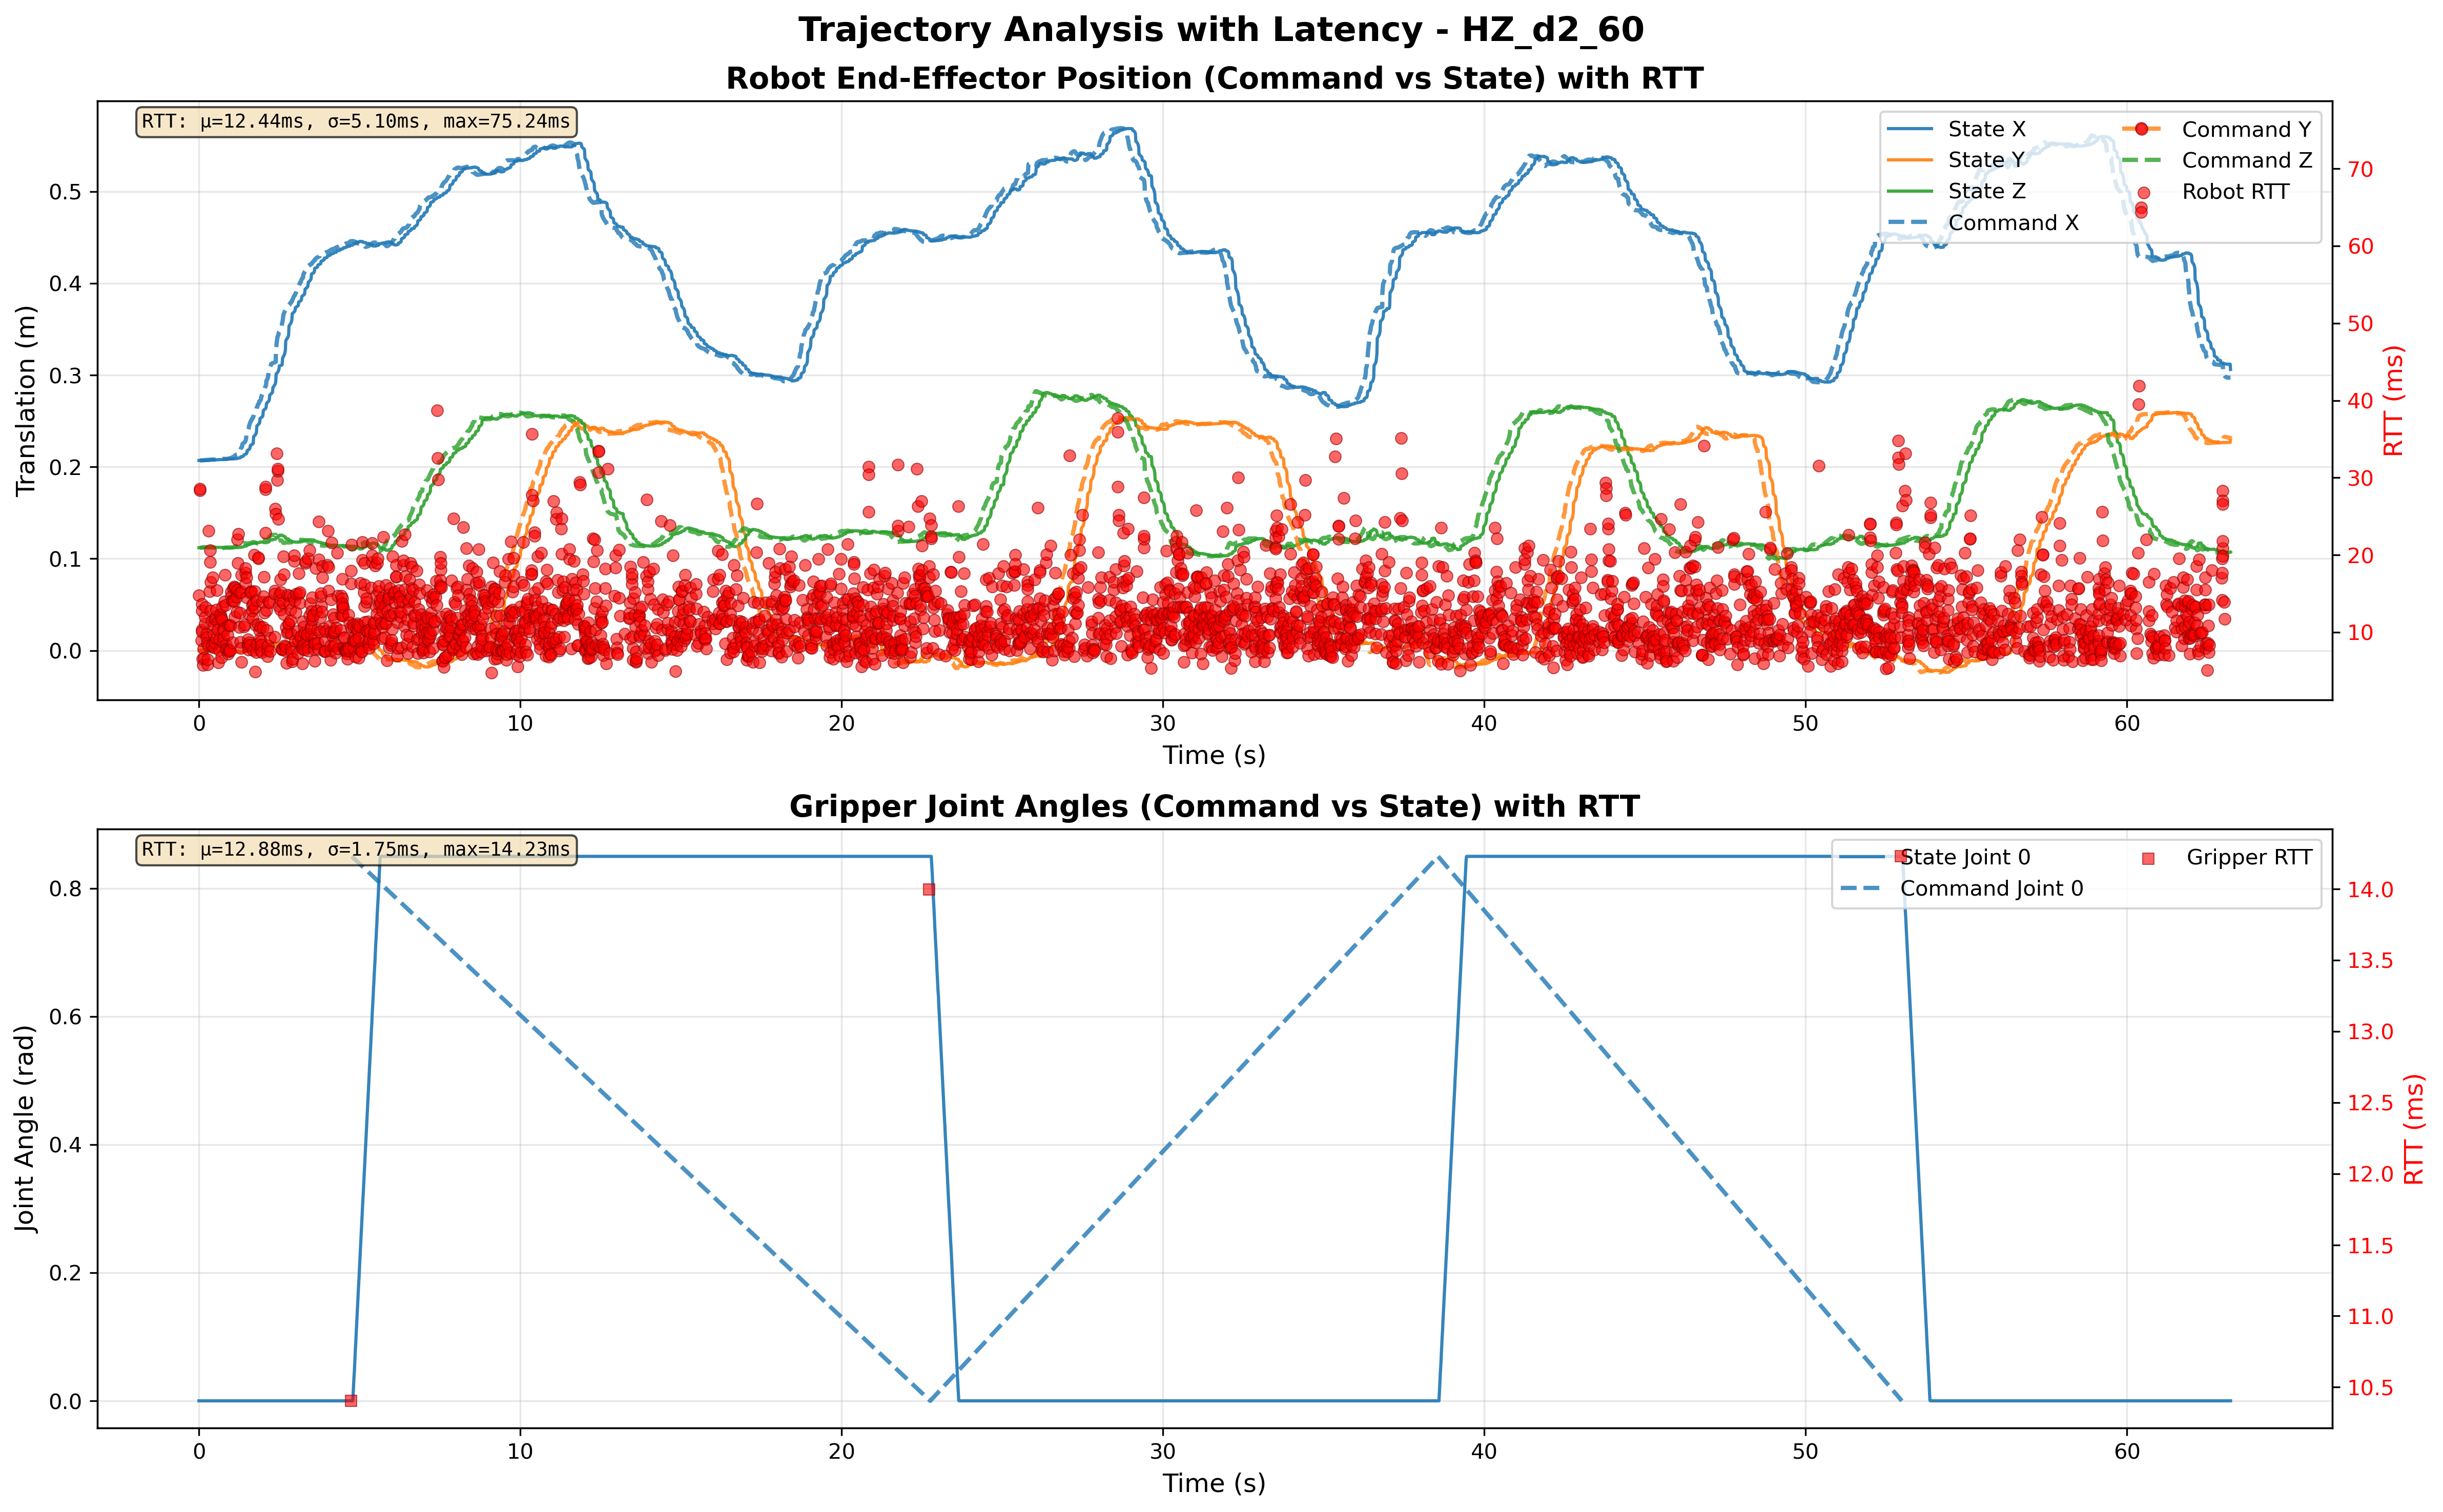 Trajectory Analysis with Latency - HZ_d2_60
Robot End-Effector Position (Command vs State) with RTT
RTT: μ=12.44ms, σ=5.10ms, max=75.24ms
State X
State Y
State Z
Command X
Command Y
Command Z
Robot RTT
Translation (m)
0.5
0.4
0.3
0.2
0.1
0.0
RTT (ms)
70
60
50
40
30
20
10
0 10 20 30 40 50 60
Time (s)
Gripper Joint Angles (Command vs State) with RTT
RTT: μ=12.88ms, σ=1.75ms, max=14.23ms
State Joint 0
Command Joint 0
Gripper RTT
Joint Angle (rad)
0.8
0.6
0.4
0.2
0.0
RTT (ms)
14.0
13.5
13.0
12.5
12.0
11.5
11.0
10.5
0 10 20 30 40 50 60
Time (s)